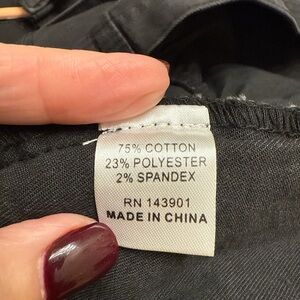 75% COTTON
23% POLYESTER
2% SPANDEX
RN 143901
MADE IN CHINA